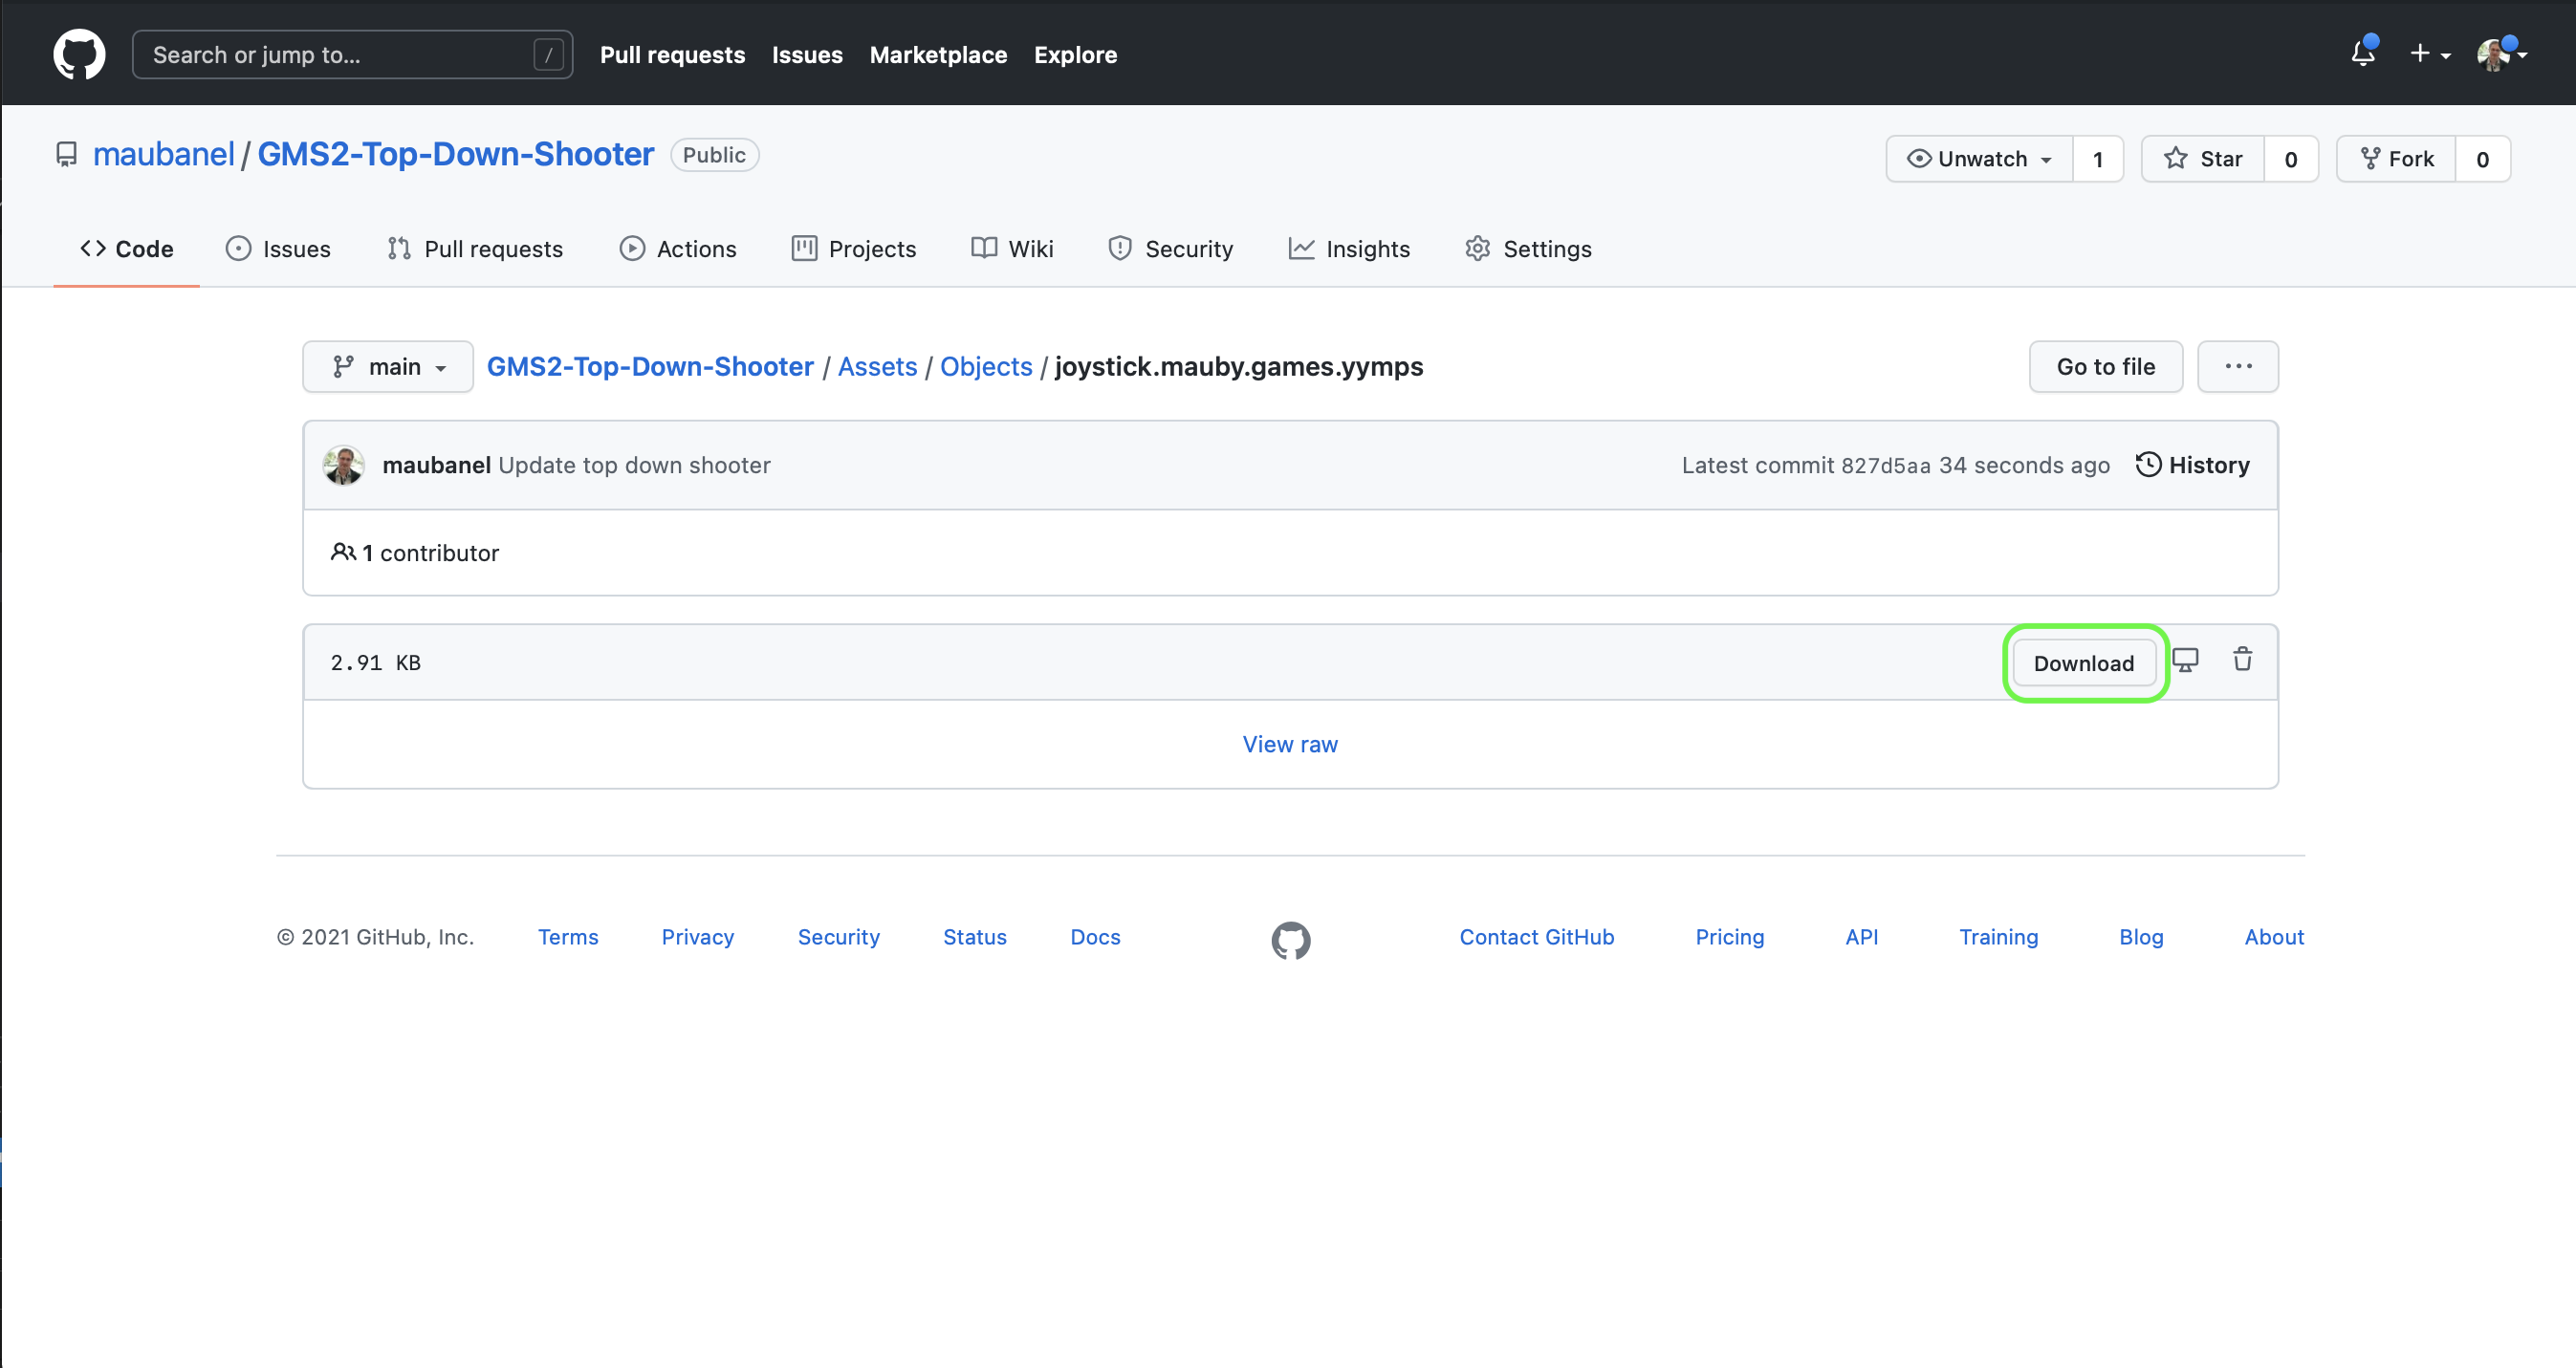 Search or jump to... / Pull requests Issues Marketplace Explore
maubanel / GMS2-Top-Down-Shooter Public Unwatch 1 Star 0 Fork 0
Code Issues Pull requests Actions Projects Wiki Security Insights Settings
main GMS2-Top-Down-Shooter / Assets / Objects / joystick.mauby.games.yymps Go to file ...
maubanel Update top down shooter Latest commit 827d5aa 34 seconds ago History
1 contributor
2.91 KB Download
View raw
© 2021 GitHub, Inc. Terms Privacy Security Status Docs Contact GitHub Pricing API Training Blog About